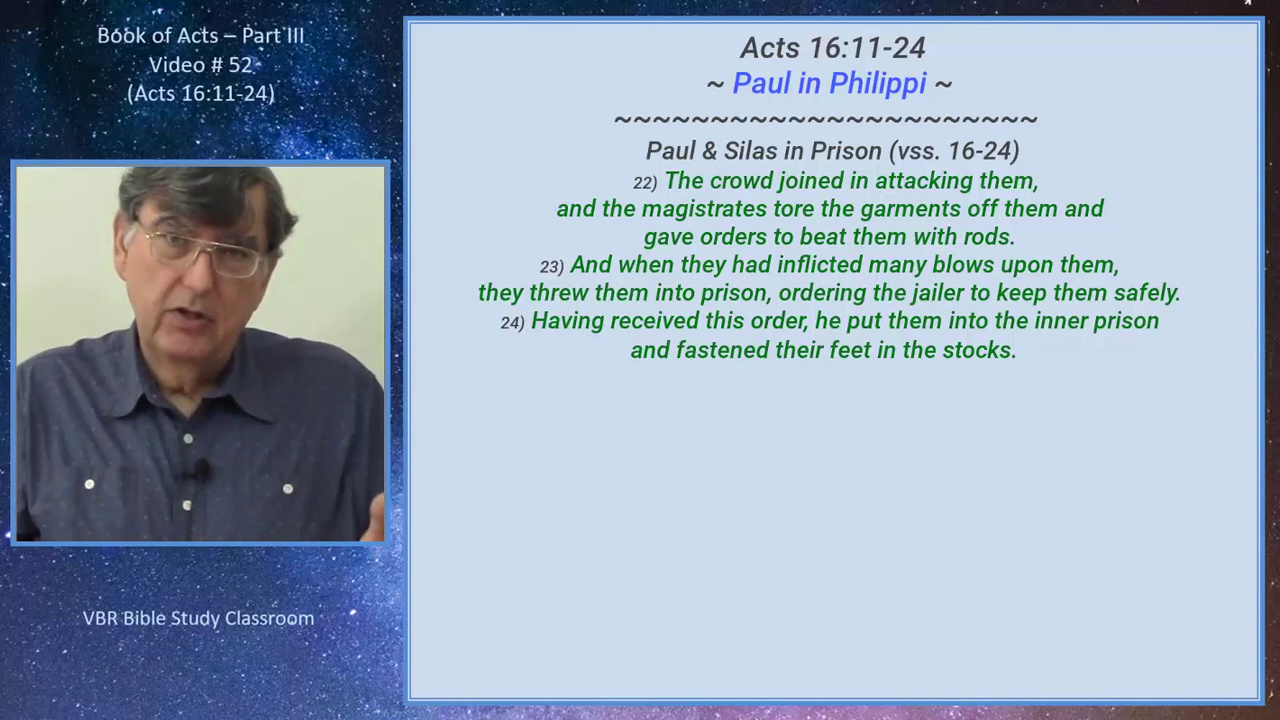 Book of Acts – Part III
Video # 52
(Acts 16:11-24)
VBR Bible Study Classroom
Acts 16:11-24
~ Paul in Philippi ~
~~~~~~~~~~~~~~~~~~~~~~
Paul & Silas in Prison (vss. 16-24)
22) The crowd joined in attacking them,
and the magistrates tore the garments off them and
gave orders to beat them with rods.
23) And when they had inflicted many blows upon them,
they threw them into prison, ordering the jailer to keep them safely.
24) Having received this order, he put them into the inner prison
and fastened their feet in the stocks.